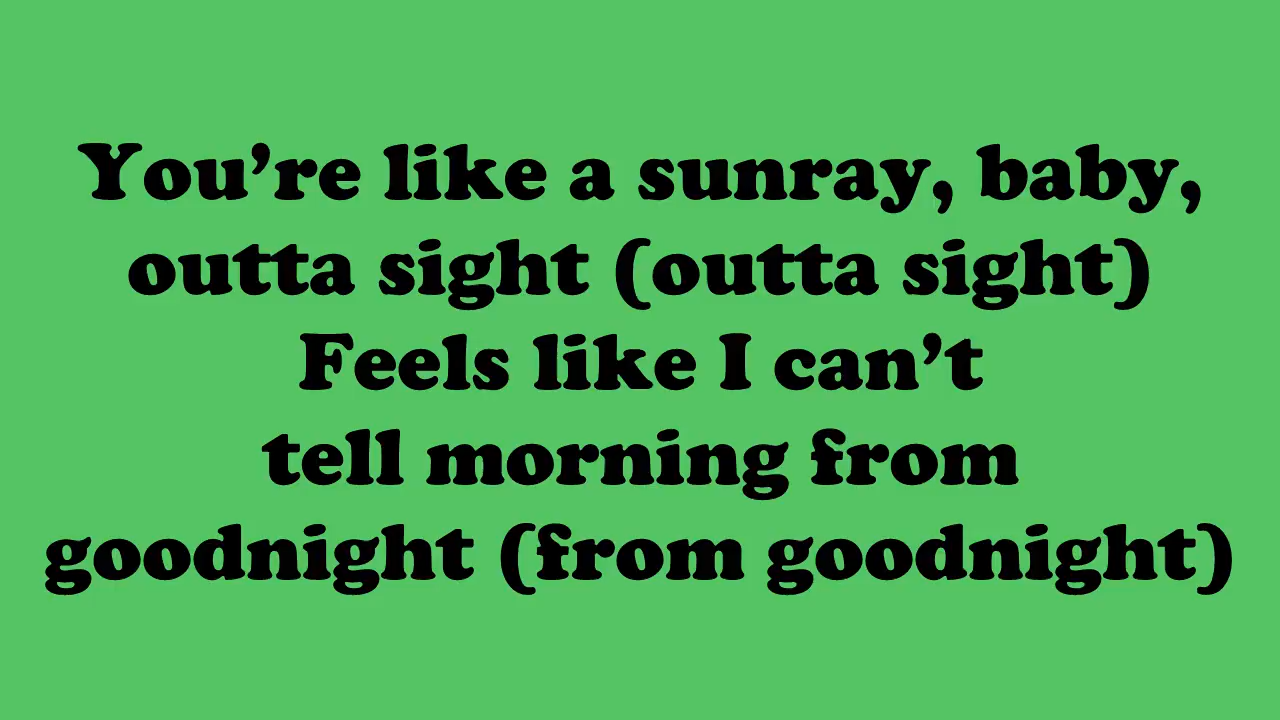 You’re like a sunray, baby,
outta sight (outta sight)
Feels like I can’t
tell morning from
goodnight (from goodnight)